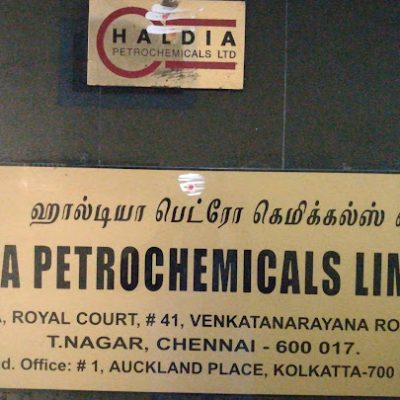 HALDIA
PETROCHEMICALS LTD
ஹால்டியா பெட்ரோ கெமிக்கல்ஸ்
A PETROCHEMICALS LIM
A, ROYAL COURT, # 41, VENKATANARAYANA RO
T.NAGAR, CHENNAI - 600 017.
d. Office: # 1, AUCKLAND PLACE, KOLKATTA-700